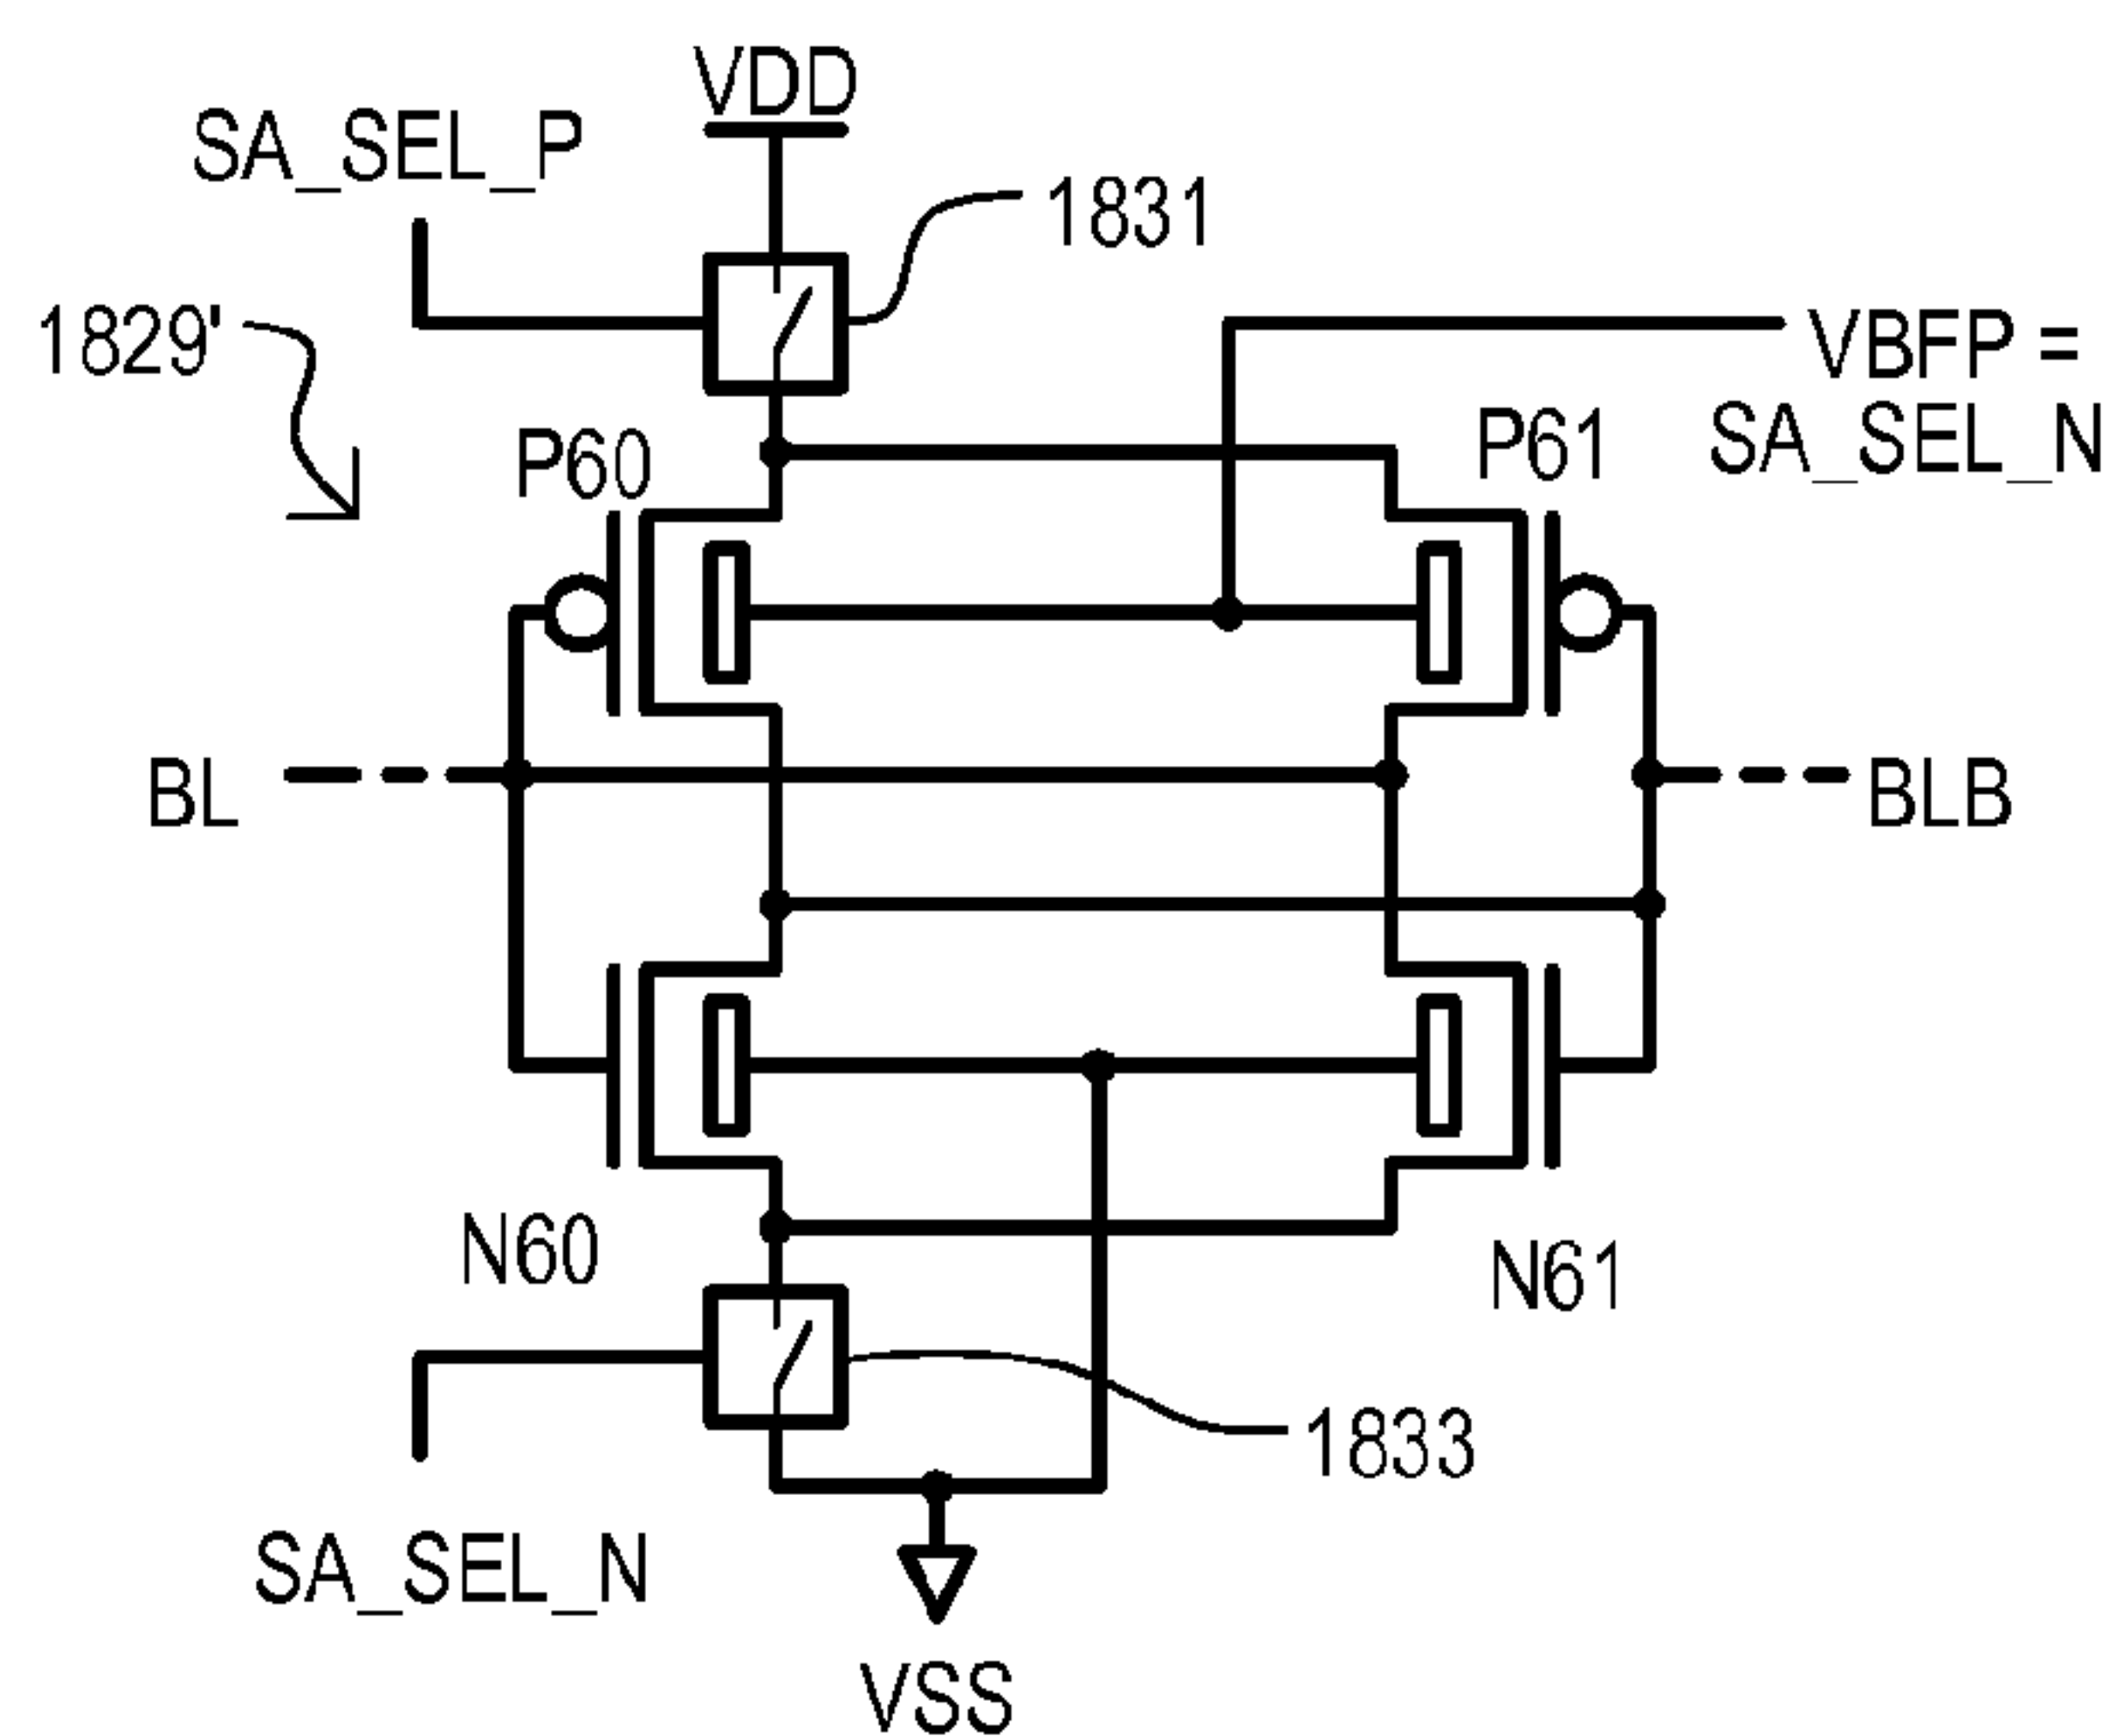 VDD
SA_SEL_P
1831
1829'
VBFP =
SA_SEL_N
P60
P61
BL
BLB
N60
N61
1833
SA_SEL_N
VSS